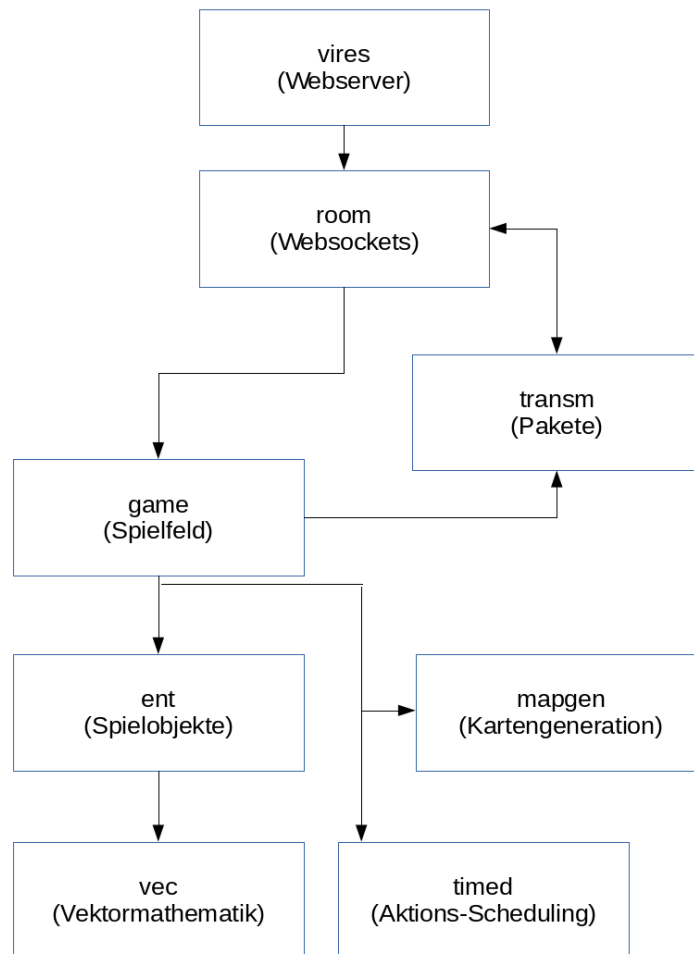 vires
(Webserver)
room
(Websockets)
transm
(Pakete)
game
(Spielfeld)
ent
(Spielobjekte)
mapgen
(Kartengeneration)
vec
(Vektormathematik)
timed
(Aktions-Scheduling)